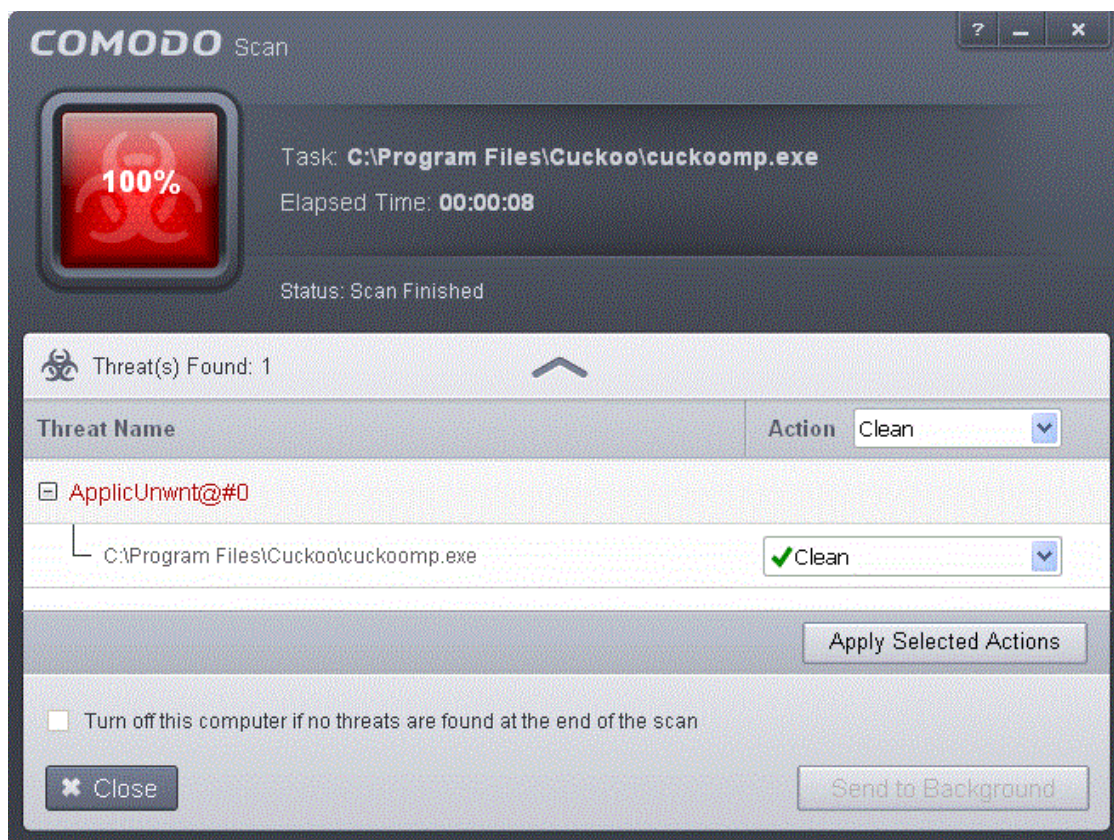 COMODO Scan
? – ×
100%
Task: C:\Program Files\Cuckoo\cuckoomp.exe
Elapsed Time: 00:00:08
Status: Scan Finished
Threat(s) Found: 1
Threat Name Action Clean
ApplicUnwnt@#0
C:\Program Files\Cuckoo\cuckoomp.exe Clean
Apply Selected Actions
Turn off this computer if no threats are found at the end of the scan
Close Send to Background